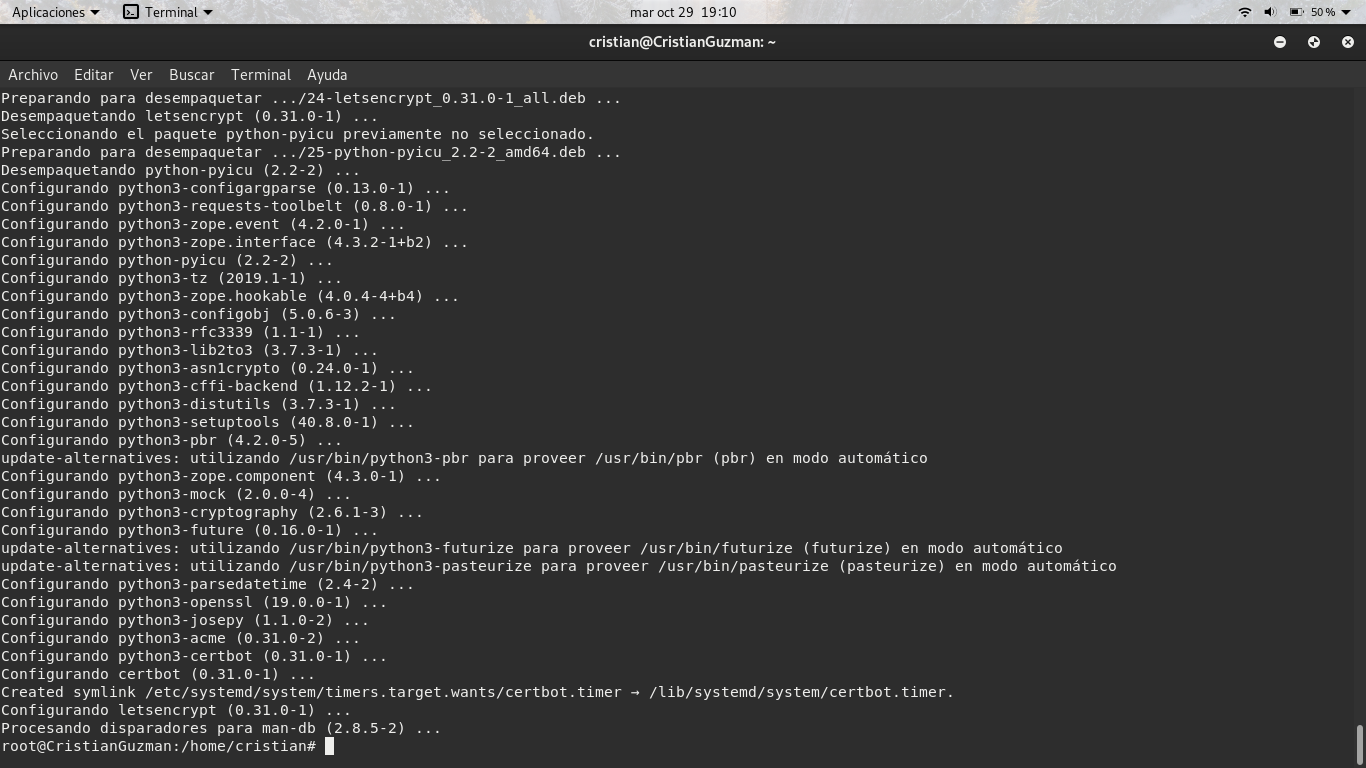 Aplicaciones Terminal mar oct 29 19:10 50 %
cristian@CristianGuzman: ~
Archivo Editar Ver Buscar Terminal Ayuda
Preparando para desempaquetar .../24-letsencrypt_0.31.0-1_all.deb ...
Desempaquetando letsencrypt (0.31.0-1) ...
Seleccionando el paquete python-pyicu previamente no seleccionado.
Preparando para desempaquetar .../25-python-pyicu_2.2-2_amd64.deb ...
Desempaquetando python-pyicu (2.2-2) ...
Configurando python3-configargparse (0.13.0-1) ...
Configurando python3-requests-toolbelt (0.8.0-1) ...
Configurando python3-zope.event (4.2.0-1) ...
Configurando python3-zope.interface (4.3.2-1+b2) ...
Configurando python-pyicu (2.2-2) ...
Configurando python3-tz (2019.1-1) ...
Configurando python3-zope.hookable (4.0.4-4+b4) ...
Configurando python3-configobj (5.0.6-3) ...
Configurando python3-rfc3339 (1.1-1) ...
Configurando python3-lib2to3 (3.7.3-1) ...
Configurando python3-asn1crypto (0.24.0-1) ...
Configurando python3-cffi-backend (1.12.2-1) ...
Configurando python3-distutils (3.7.3-1) ...
Configurando python3-setuptools (40.8.0-1) ...
Configurando python3-pbr (4.2.0-5) ...
update-alternatives: utilizando /usr/bin/python3-pbr para proveer /usr/bin/pbr (pbr) en modo automático
Configurando python3-zope.component (4.3.0-1) ...
Configurando python3-mock (2.0.0-4) ...
Configurando python3-cryptography (2.6.1-3) ...
Configurando python3-future (0.16.0-1) ...
update-alternatives: utilizando /usr/bin/python3-futurize para proveer /usr/bin/futurize (futurize) en modo automático
update-alternatives: utilizando /usr/bin/python3-pasteurize para proveer /usr/bin/pasteurize (pasteurize) en modo automático
Configurando python3-parsedatetime (2.4-2) ...
Configurando python3-openssl (19.0.0-1) ...
Configurando python3-josepy (1.1.0-2) ...
Configurando python3-acme (0.31.0-2) ...
Configurando python3-certbot (0.31.0-1) ...
Configurando certbot (0.31.0-1) ...
Created symlink /etc/systemd/system/timers.target.wants/certbot.timer → /lib/systemd/system/certbot.timer.
Configurando letsencrypt (0.31.0-1) ...
Procesando disparadores para man-db (2.8.5-2) ...
root@CristianGuzman:/home/cristian#